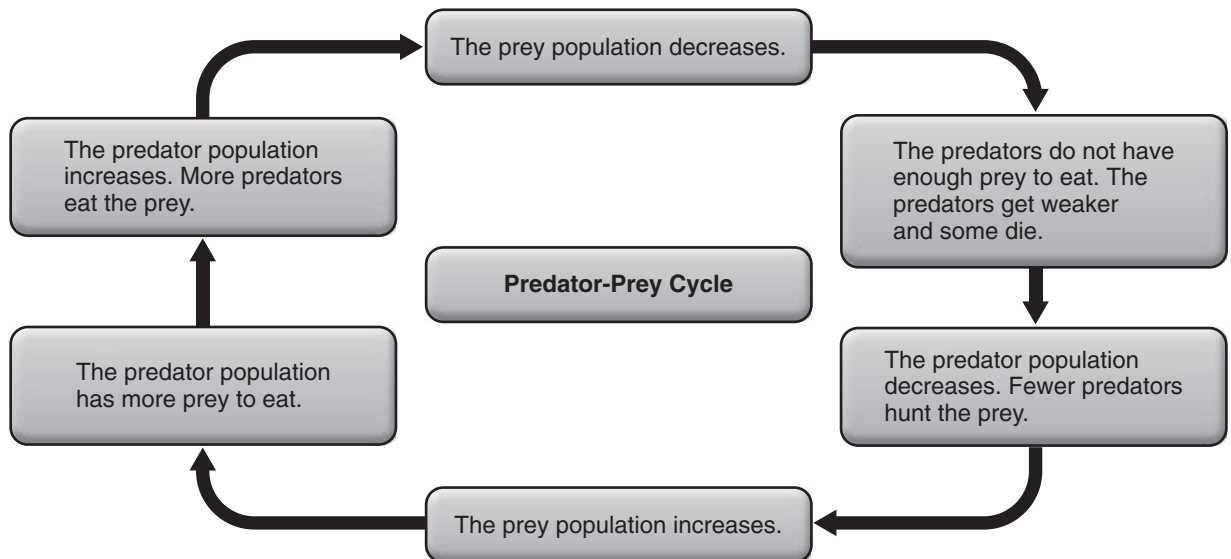 The prey population decreases.
The predators do not have
enough prey to eat. The
predators get weaker
and some die.
The predator population
decreases. Fewer predators
hunt the prey.
The prey population increases.
The predator population
has more prey to eat.
The predator population
increases. More predators
eat the prey.
Predator-Prey Cycle